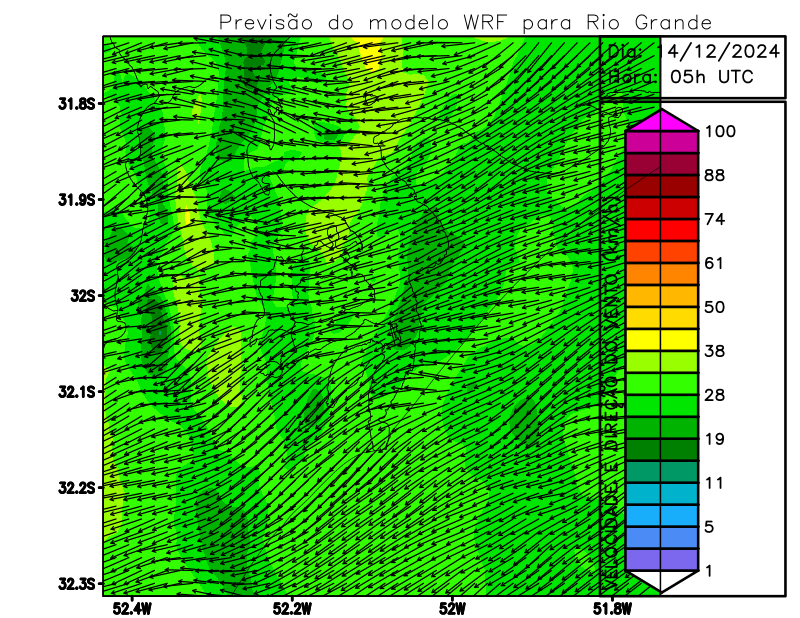 Previsão do modelo WRF para Rio Grande
Dia: 14/12/2024
Hora: 05h UTC
31.8S
31.9S
32S
32.1S
32.2S
32.3S
52.4W
52.2W
52W
51.8W
VELOCIDADE E DIREÇÃO DO VENTO (km/h)
100
88
74
61
50
38
28
19
11
5
1